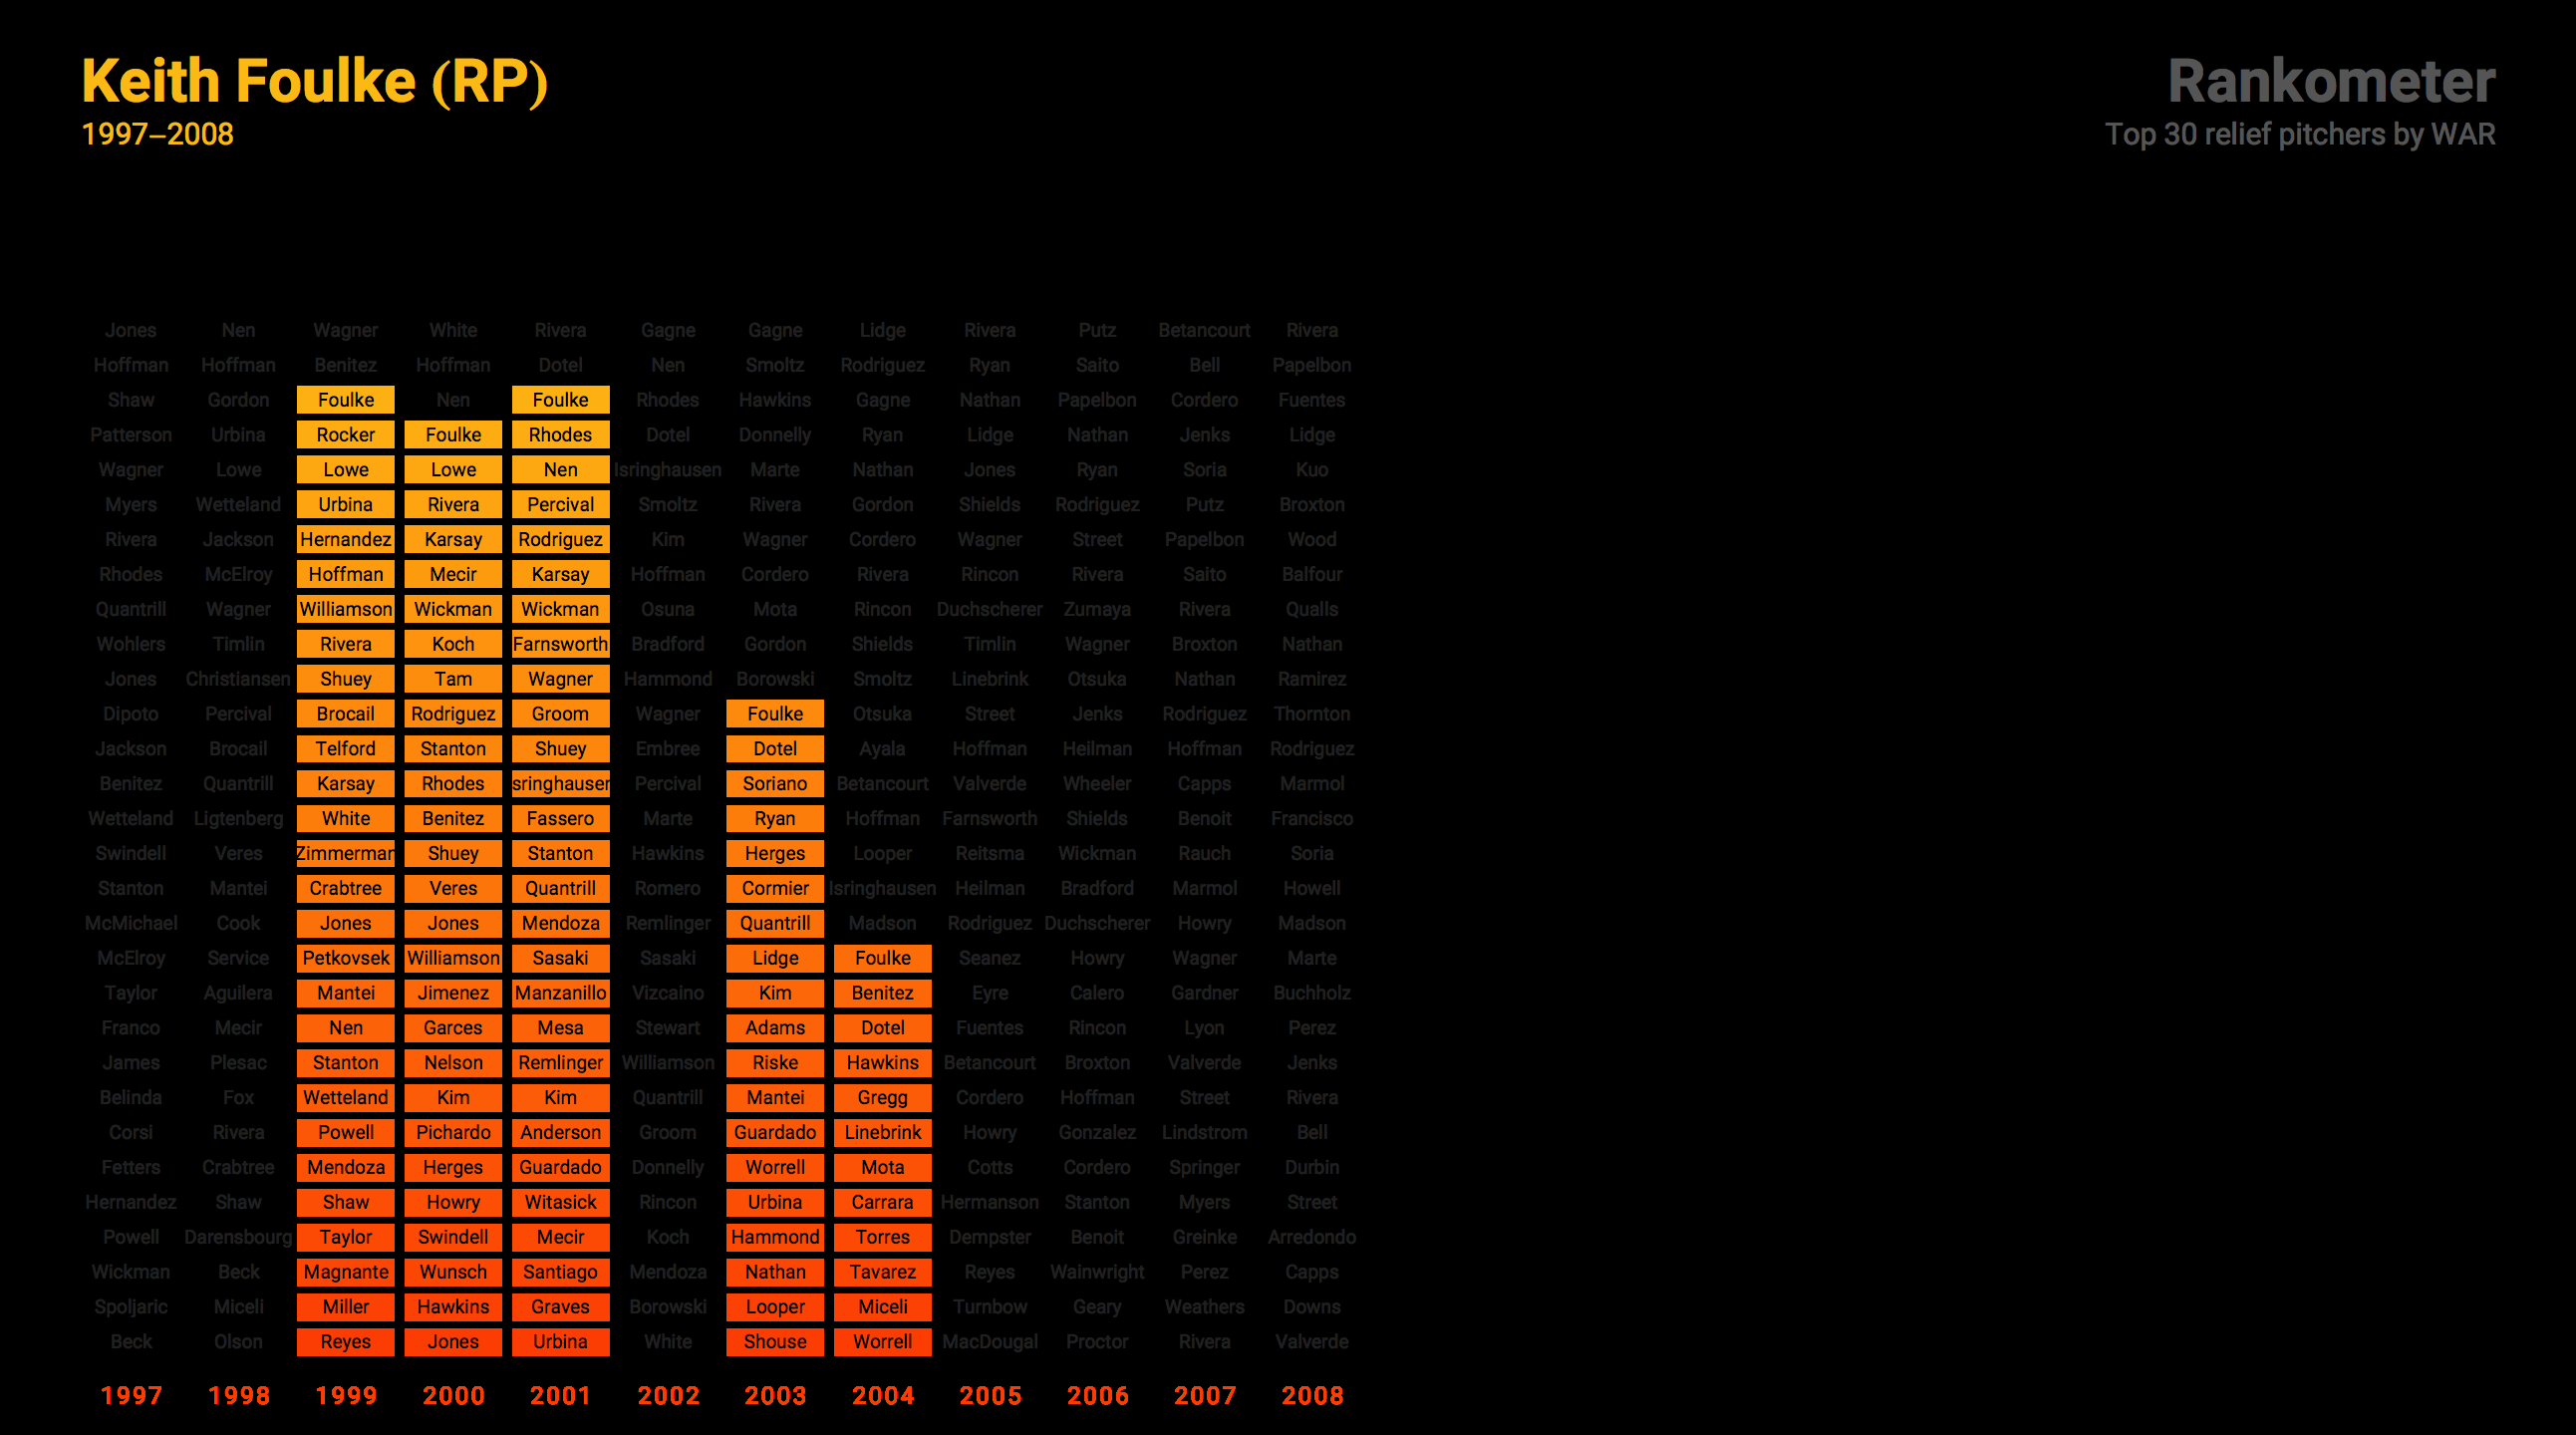 Keith Foulke (RP)
1997–2008
Rankometer
Top 30 relief pitchers by WAR
Jones Nen Wagner White Rivera Gagne Gagne Lidge Rivera Putz Betancourt Rivera
Hoffman Hoffman Benitez Hoffman Dotel Nen Smoltz Rodriguez Ryan Saito Bell Papelbon
Shaw Gordon Foulke Nen Foulke Rhodes Hawkins Gagne Nathan Papelbon Cordero Fuentes
Patterson Urbina Rocker Foulke Rhodes Dotel Donnelly Ryan Lidge Nathan Jenks Lidge
Wagner Lowe Lowe Lowe Nen Isringhausen Marte Nathan Jones Ryan Soria Kuo
Myers Wetteland Urbina Rivera Percival Smoltz Rivera Gordon Shields Rodriguez Putz Broxton
Rivera Jackson Hernandez Karsay Rodriguez Kim Wagner Cordero Wagner Street Papelbon Wood
Rhodes McElroy Hoffman Mecir Karsay Hoffman Cordero Rivera Rincon Rivera Saito Balfour
Quantrill Wagner Williamson Wickman Wickman Osuna Mota Rincon Duchscherer Zumaya Rivera Qualls
Wohlers Timlin Rivera Koch Farnsworth Bradford Gordon Shields Timlin Wagner Broxton Nathan
Jones Christiansen Shuey Tam Wagner Hammond Borowski Smoltz Linebrink Otsuka Nathan Ramirez
Dipoto Percival Brocail Rodriguez Groom Wagner Foulke Otsuka Street Jenks Rodriguez Thornton
Jackson Brocail Telford Stanton Shuey Embree Dotel Ayala Hoffman Heilman Hoffman Rodriguez
Benitez Quantrill Karsay Rhodes sringhauser Percival Soriano Betancourt Valverde Wheeler Capps Marmol
Wetteland Ligtenberg White Benitez Fassero Marte Ryan Hoffman Farnsworth Shields Benoit Francisco
Swindell Veres Zimmerman Shuey Stanton Hawkins Herges Looper Reitsma Wickman Rauch Soria
Stanton Mantei Crabtree Veres Quantrill Romero Cormier Isringhausen Heilman Bradford Marmol Howell
McMichael Cook Jones Jones Mendoza Remlinger Quantrill Madson Rodriguez Duchscherer Howry Madson
McElroy Service Petkovsek Williamson Sasaki Sasaki Lidge Foulke Seanez Howry Wagner Marte
Taylor Aguilera Mantei Jimenez Manzanillo Vizcaino Kim Benitez Eyre Calero Gardner Buchholz
Franco Mecir Nen Garces Mesa Stewart Adams Dotel Fuentes Rincon Lyon Perez
James Plesac Stanton Nelson Remlinger Williamson Riske Hawkins Betancourt Broxton Valverde Jenks
Belinda Fox Wetteland Kim Kim Quantrill Mantei Gregg Cordero Hoffman Street Rivera
Corsi Rivera Powell Pichardo Anderson Groom Guardado Linebrink Howry Gonzalez Lindstrom Bell
Fetters Crabtree Mendoza Herges Guardado Donnelly Worrell Mota Cotts Cordero Springer Durbin
Hernandez Shaw Shaw Howry Witasick Rincon Urbina Carrara Hermanson Stanton Myers Street
Powell Darensbourg Taylor Swindell Mecir Koch Hammond Torres Dempster Benoit Greinke Arredondo
Wickman Beck Magnante Wunsch Santiago Mendoza Nathan Tavarez Reyes Wainwright Perez Capps
Spoljaric Miceli Miller Hawkins Graves Borowski Looper Miceli Turnbow Geary Weathers Downs
Beck Olson Reyes Jones Urbina White Shouse Worrell MacDougal Proctor Rivera Valverde
1997 1998 1999 2000 2001 2002 2003 2004 2005 2006 2007 2008